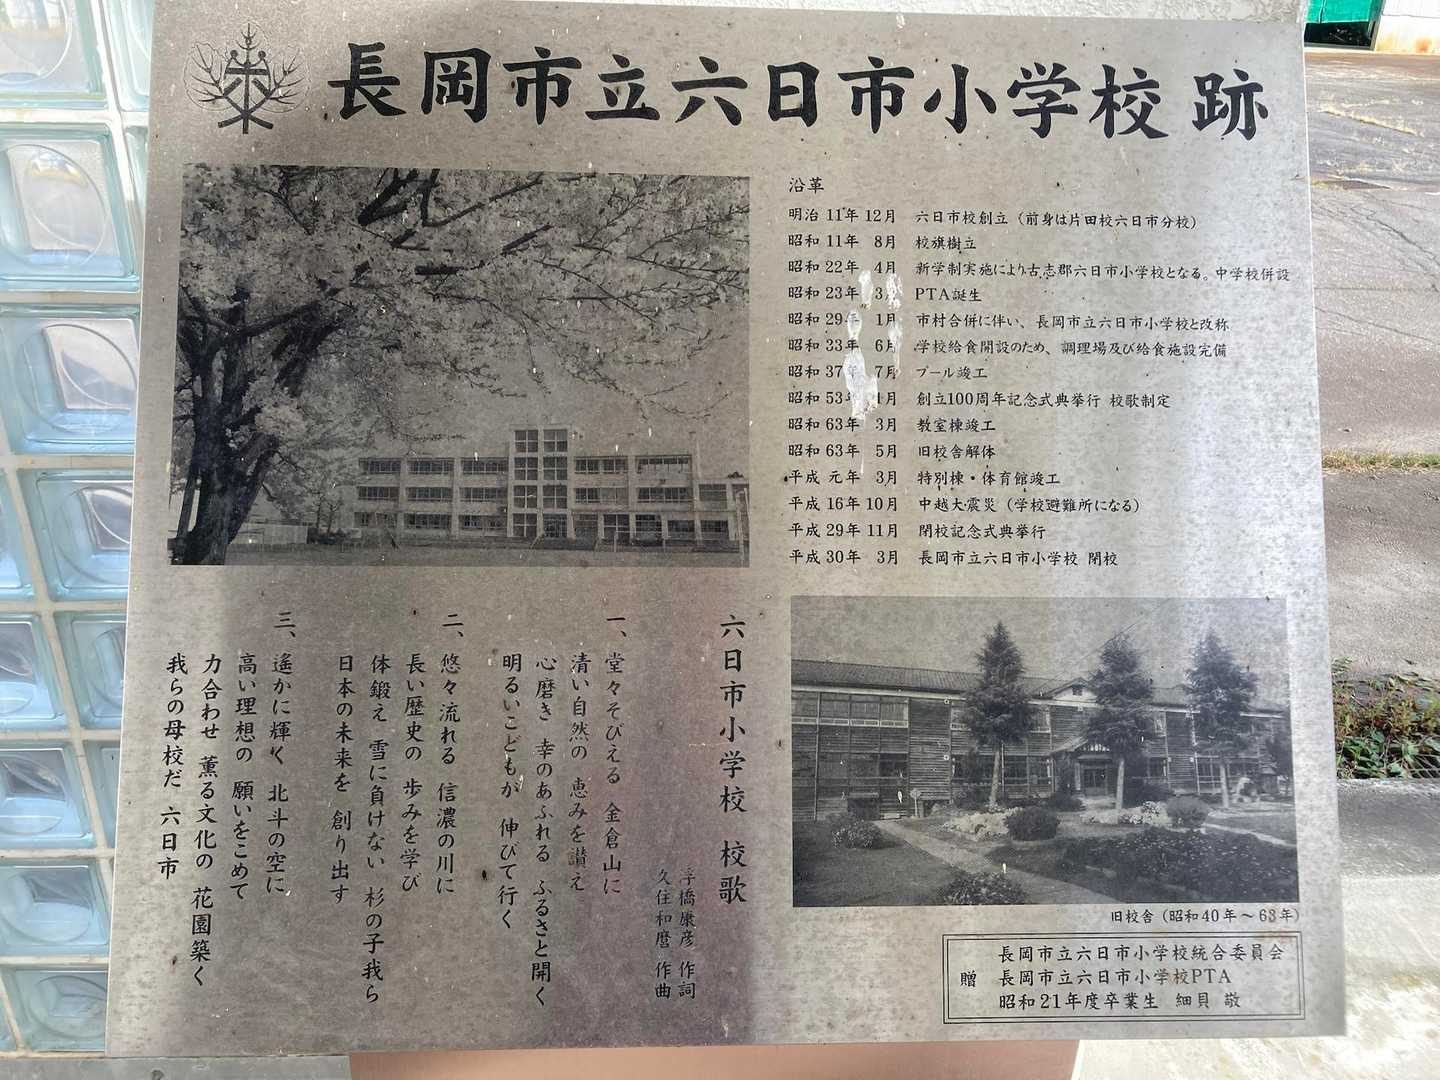 長岡市立六日市小学校 跡
沿革
明治 11年 12月 六日市校創立（前身は片田校六日市分校）
昭和 11年 8月 校旗樹立
昭和 22年 4月 新学制実施により古志郡六日市小学校となる。中学校併設
昭和 23年 3月 PTA誕生
昭和 29年 1月 市村合併に伴い、長岡市立六日市小学校と改称
昭和 33年 6月 学校給食開設のため、調理場及び給食施設完備
昭和 37年 7月 プール竣工
昭和 53年 月 創立100周年記念式典挙行 校歌制定
昭和 63年 3月 教室棟竣工
昭和 63年 5月 旧校舎解体
平成 元年 3月 特別棟・体育館竣工
平成 16年 10月 中越大震災（学校避難所になる）
平成 29年 11月 閉校記念式典挙行
平成 30年 3月 長岡市立六日市小学校 閉校
旧校舎（昭和40年～63年）
六日市小学校 校歌
橋康彦 作詞
久住和麿 作曲
一、堂々そびえる 金倉山に
清い自然の 恵みを讃え
心磨き 幸のあふれる ふるさと開く
明るいこどもが 伸びて行く
二、悠々流れる 信濃の川に
長い歴史の 歩みを学び
体鍛え 雪に負けない 杉の子我ら
日本の未来を 創り出す
三、遙かに輝く 北斗の空に
高い理想の 願いをこめて
力合わせ 薫る文化の 花園築く
我らの母校だ 六日市
贈
長岡市立六日市小学校統合委員会
長岡市立六日市小学校PTA
昭和21年度卒業生 細貝 敬